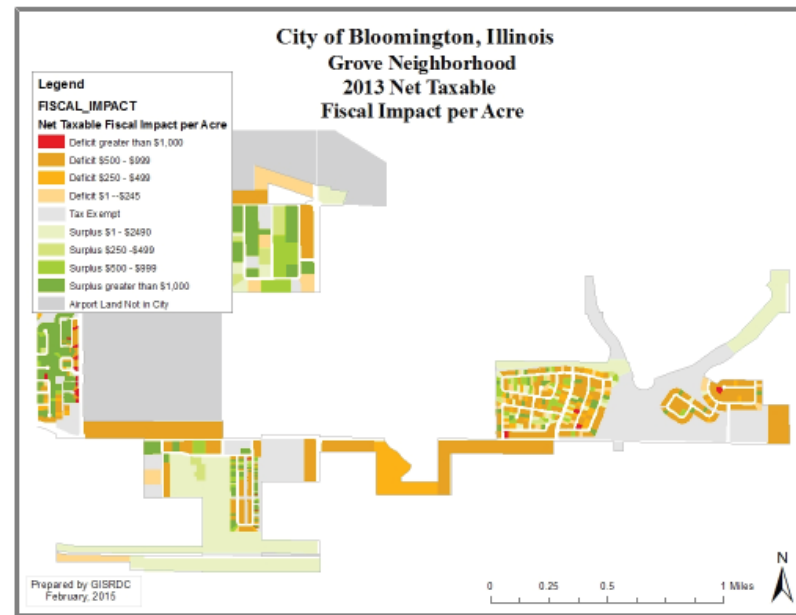 City of Bloomington, Illinois
Grove Neighborhood
2013 Net Taxable
Fiscal Impact per Acre
Legend
FISCAL_IMPACT
Net Taxable Fiscal Impact per Acre
Deficit greater than $1,000
Deficit $500 - $999
Deficit $250 - $499
Deficit $1 --$245
Tax Exempt
Surplus $1 - $2490
Surplus $250 -$499
Surplus $500 - $999
Surplus greater than $1,000
Airport Land Not in City
Prepared by GISRDC
February, 2015
0 0.25 0.5 1 Miles
N